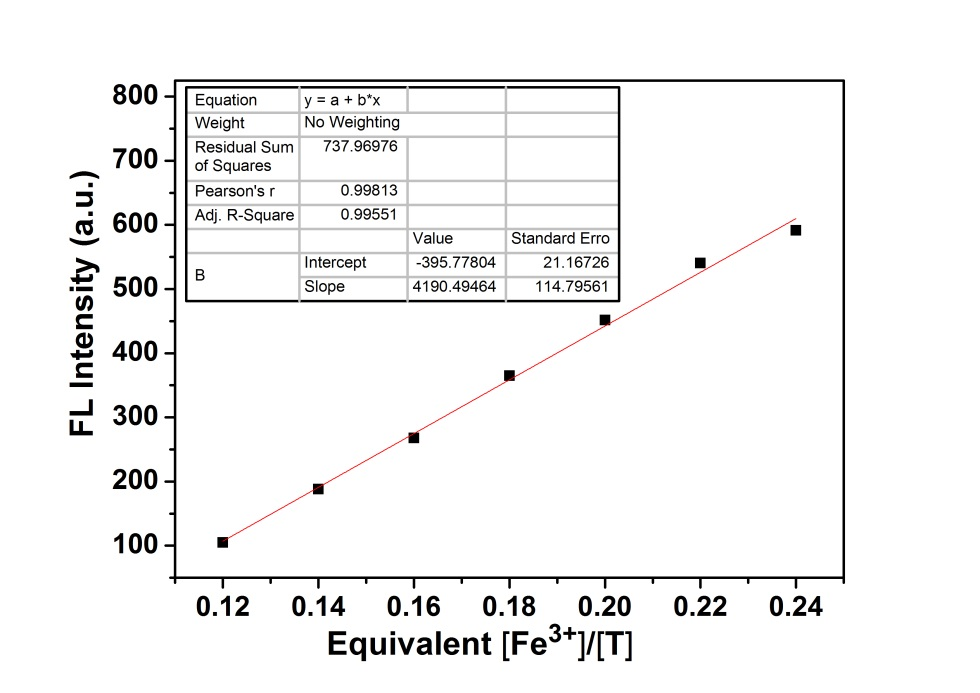 800
700
600
500
400
300
200
100
FL Intensity (a.u.)
Equation y = a + b*x
Weight No Weighting
Residual Sum of Squares 737.96976
Pearson's r 0.99813
Adj. R-Square 0.99551
Value Standard Erro
B Intercept -395.77804 21.16726
Slope 4190.49464 114.79561
0.12 0.14 0.16 0.18 0.20 0.22 0.24
Equivalent [Fe³⁺]/[T]